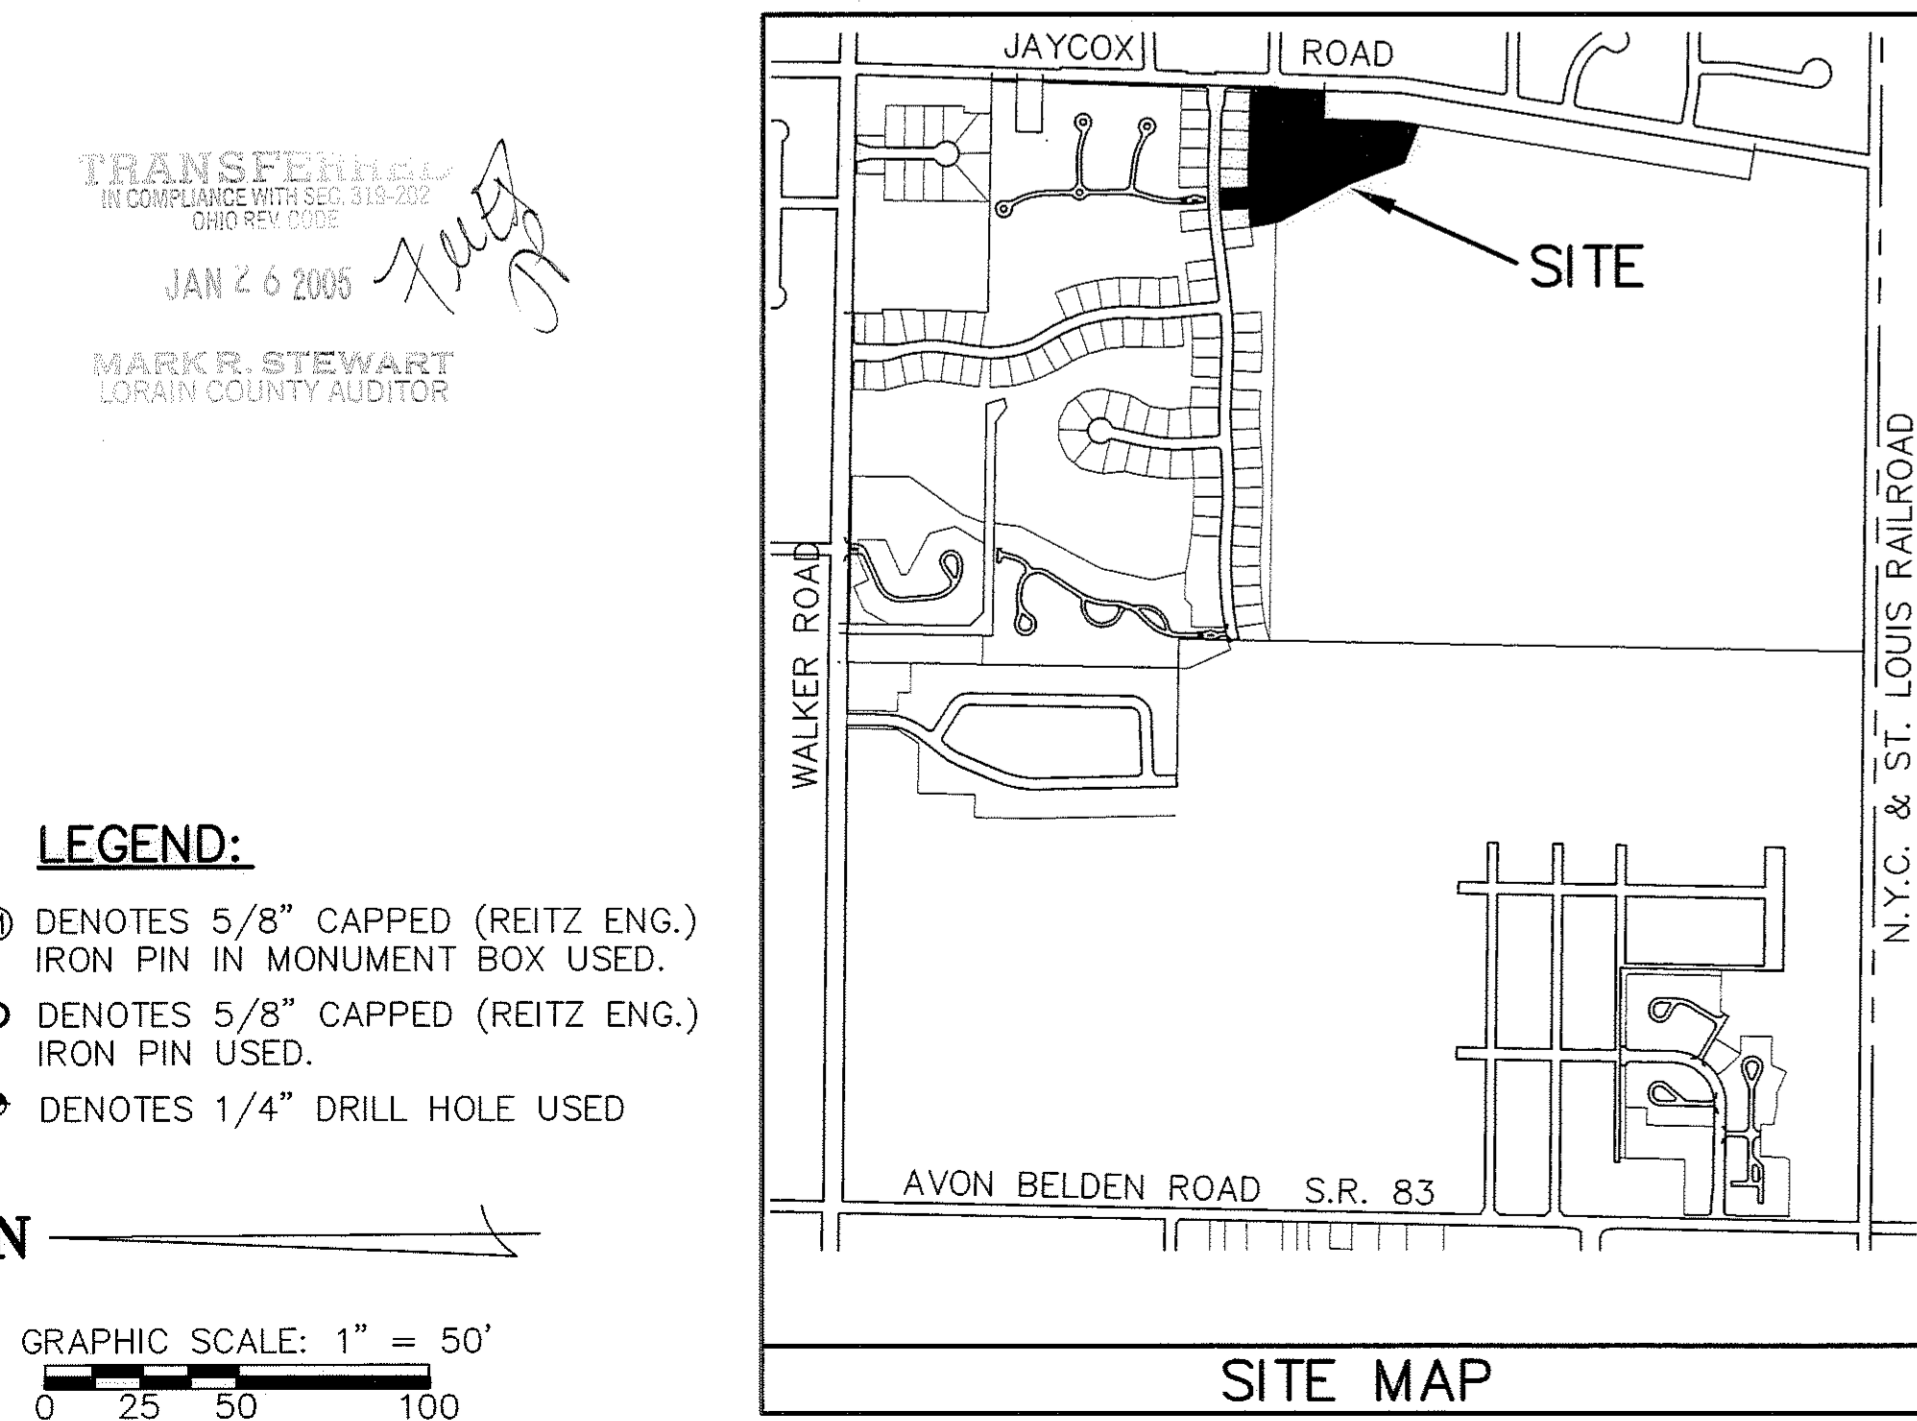 TRANSFERRED
IN COMPLIANCE WITH SEC. 319-202
OHIO REV. CODE
JAN 26 2005
MARK R. STEWART
LORAIN COUNTY AUDITOR
LEGEND:
DENOTES 5/8" CAPPED (REITZ ENG.)
IRON PIN IN MONUMENT BOX USED.
DENOTES 5/8" CAPPED (REITZ ENG.)
IRON PIN USED.
DENOTES 1/4" DRILL HOLE USED
N
GRAPHIC SCALE: 1" = 50'
0 25 50 100
JAYCOX ROAD
SITE
WALKER ROAD
N.Y.C. & ST. LOUIS RAILROAD
AVON BELDEN ROAD S.R. 83
SITE MAP